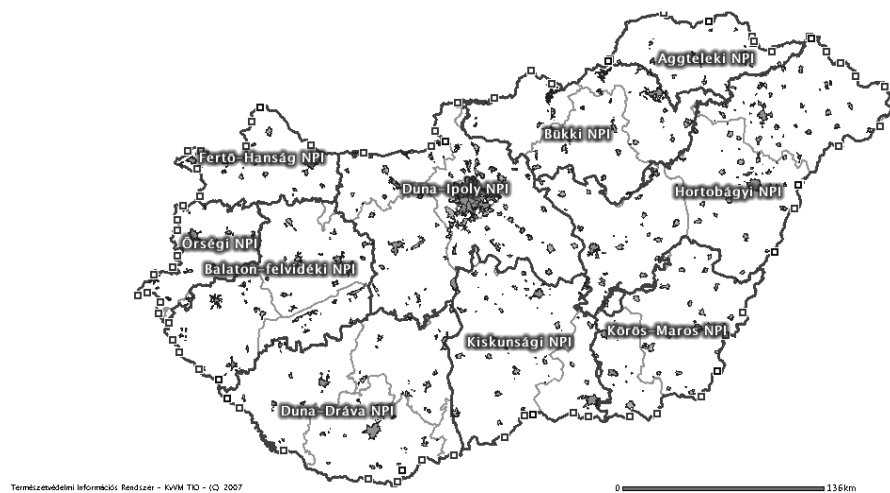 Aggteleki NPI
Bükki NPI
Fertő-Hanság NPI
Duna-Ipoly NPI
Hortobágyi NPI
Őrségi NPI
Balaton-felvidéki NPI
Körös-Maros NPI
Kiskunsági NPI
Duna-Dráva NPI
Természetvédelmi Információs Rendszer - KvVM TIO - (C) 2007
0 136km